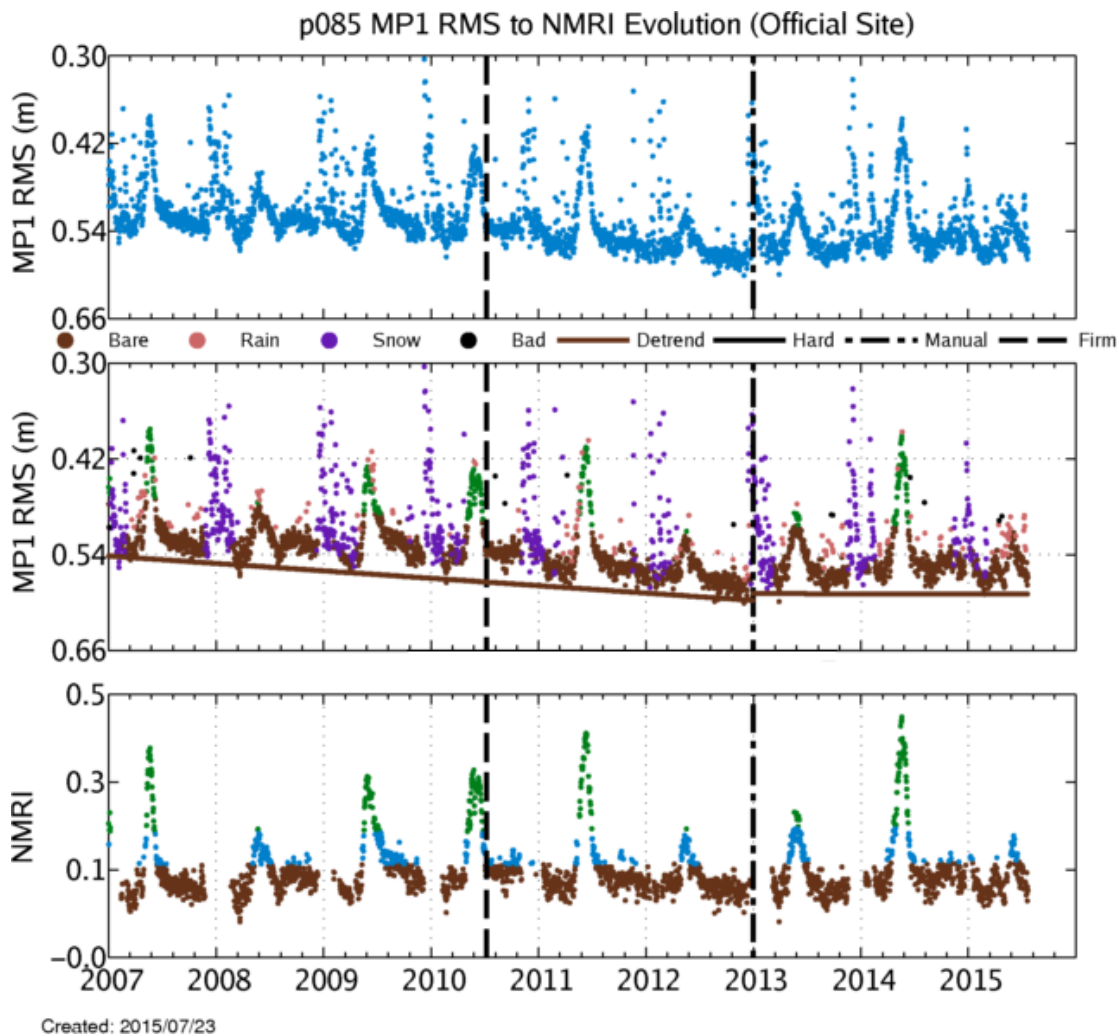 p085 MP1 RMS to NMRI Evolution (Official Site)
MP1 RMS (m)
0.30
0.42
0.54
0.66
Bare Rain Snow Bad Detrend Hard Manual Firm
MP1 RMS (m)
0.30
0.42
0.54
0.66
NMRI
0.5
0.3
0.1
−0.0
2007 2008 2009 2010 2011 2012 2013 2014 2015
Created: 2015/07/23